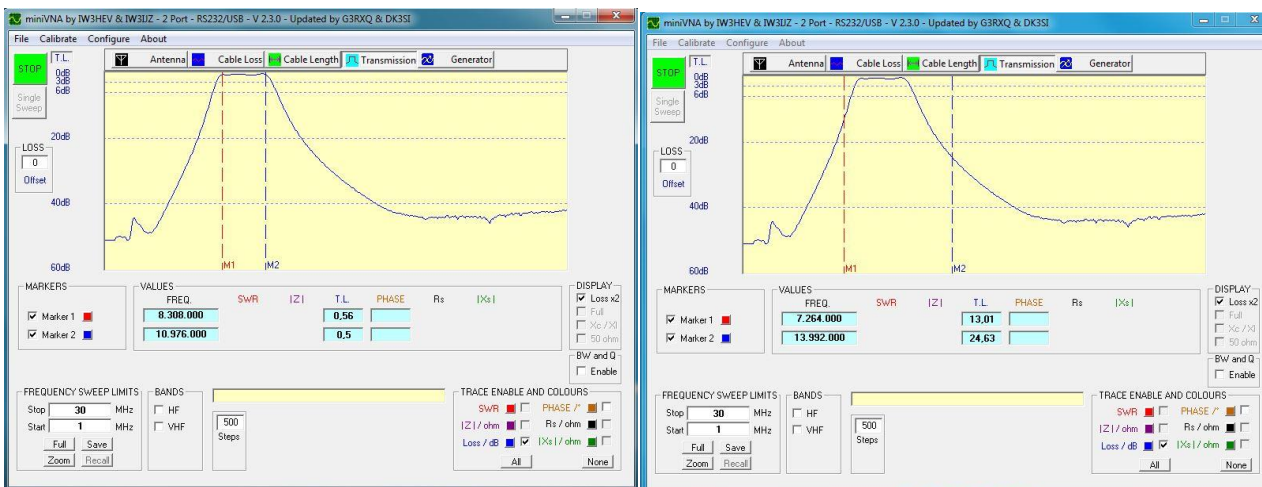 miniVNA by IW3HEV & IW3IJZ - 2 Port - RS232/USB - V 2.3.0 - Updated by G3RXQ & DK3SI
File Calibrate Configure About
STOP
T.L.
Antenna Cable Loss Cable Length Transmission Generator
Single Sweep
0dB
3dB
6dB
20dB
40dB
60dB
LOSS
0
Offset
M1 M2
MARKERS
Marker 1
Marker 2
VALUES
FREQ. SWR |Z| T.L. PHASE Rs |Xs|
8.308.000 0,56
10.976.000 0,5
DISPLAY
Loss x2
Full
Xc / Xl
50 ohm
BW and Q
Enable
FREQUENCY SWEEP LIMITS
Stop 30 MHz
Start 1 MHz
Full Save
Zoom Recall
BANDS
HF
VHF
500
Steps
TRACE ENABLE AND COLOURS
SWR PHASE /°
|Z| / ohm Rs / ohm
Loss / dB |Xs| / ohm
All None
miniVNA by IW3HEV & IW3IJZ - 2 Port - RS232/USB - V 2.3.0 - Updated by G3RXQ & DK3SI
File Calibrate Configure About
STOP
T.L.
Antenna Cable Loss Cable Length Transmission Generator
Single Sweep
0dB
3dB
6dB
20dB
40dB
60dB
LOSS
0
Offset
M1 M2
MARKERS
Marker 1
Marker 2
VALUES
FREQ. SWR |Z| T.L. PHASE Rs |Xs|
7.264.000 13,01
13.992.000 24,63
DISPLAY
Loss x2
Full
Xc / Xl
50 ohm
BW and Q
Enable
FREQUENCY SWEEP LIMITS
Stop 30 MHz
Start 1 MHz
Full Save
Zoom Recall
BANDS
HF
VHF
500
Steps
TRACE ENABLE AND COLOURS
SWR PHASE /°
|Z| / ohm Rs / ohm
Loss / dB |Xs| / ohm
All None